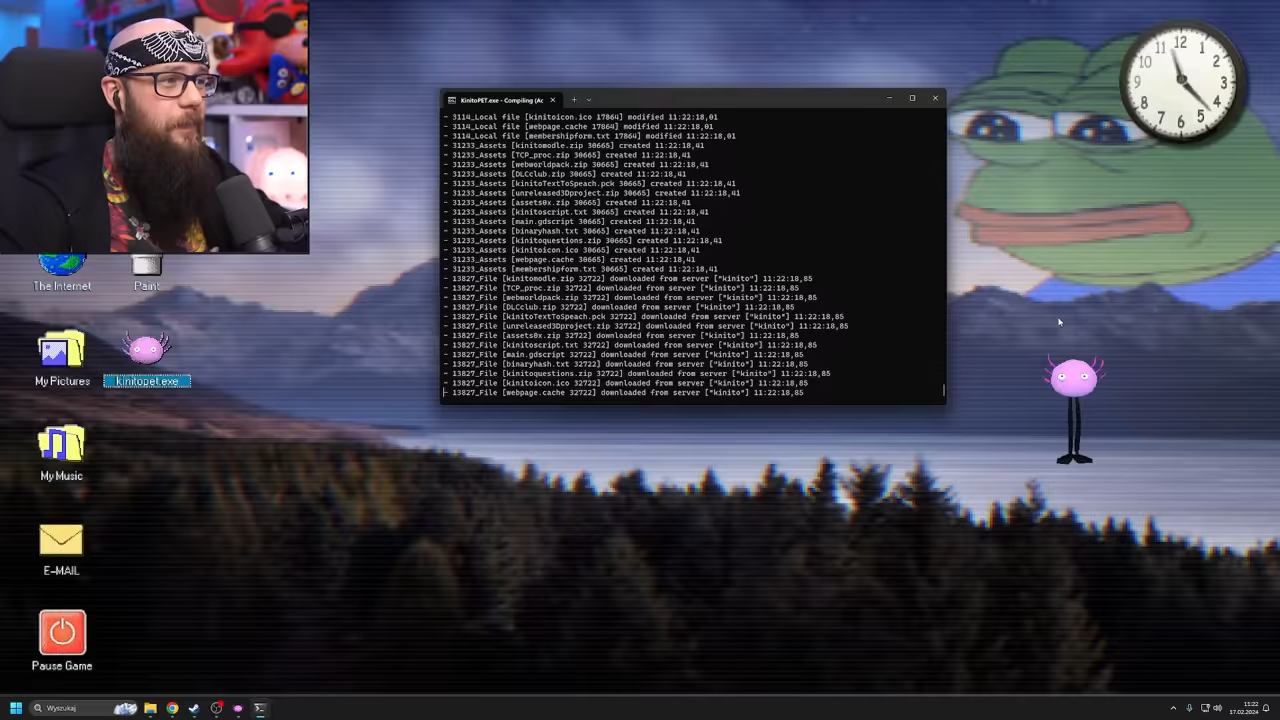 KinitoPET.exe - Compiling (Ac
- 3114_Local file [kinitoicon.ico 17864] modified 11:22:18,01
- 3114_Local file [webpage.cache 17864] modified 11:22:18,01
- 3114_Local file [membershipform.txt 17864] modified 11:22:18,01
- 31233_Assets [kinitomodle.zip 30665] created 11:22:18,41
- 31233_Assets [TCP_proc.zip 30665] created 11:22:18,41
- 31233_Assets [webworldpack.zip 30665] created 11:22:18,41
- 31233_Assets [DLCclub.zip 30665] created 11:22:18,41
- 31233_Assets [kinitoTextToSpeach.pck 30665] created 11:22:18,41
- 31233_Assets [unreleased3Dproject.zip 30665] created 11:22:18,41
- 31233_Assets [assets0x.zip 30665] created 11:22:18,41
- 31233_Assets [kinitoscript.txt 30665] created 11:22:18,41
- 31233_Assets [main.gdscript 30665] created 11:22:18,41
- 31233_Assets [binaryhash.txt 30665] created 11:22:18,41
- 31233_Assets [kinitoquestions.zip 30665] created 11:22:18,41
- 31233_Assets [kinitoicon.ico 30665] created 11:22:18,41
- 31233_Assets [webpage.cache 30665] created 11:22:18,41
- 31233_Assets [membershipform.txt 30665] created 11:22:18,41
- 13827_File [kinitomodle.zip 32722] downloaded from server ["kinito"] 11:22:18,85
- 13827_File [TCP_proc.zip 32722] downloaded from server ["kinito"] 11:22:18,85
- 13827_File [webworldpack.zip 32722] downloaded from server ["kinito"] 11:22:18,85
- 13827_File [DLCclub.zip 32722] downloaded from server ["kinito"] 11:22:18,85
- 13827_File [kinitoTextToSpeach.pck 32722] downloaded from server ["kinito"] 11:22:18,85
- 13827_File [unreleased3Dproject.zip 32722] downloaded from server ["kinito"] 11:22:18,85
- 13827_File [assets0x.zip 32722] downloaded from server ["kinito"] 11:22:18,85
- 13827_File [kinitoscript.txt 32722] downloaded from server ["kinito"] 11:22:18,85
- 13827_File [main.gdscript 32722] downloaded from server ["kinito"] 11:22:18,85
- 13827_File [binaryhash.txt 32722] downloaded from server ["kinito"] 11:22:18,85
- 13827_File [kinitoquestions.zip 32722] downloaded from server ["kinito"] 11:22:18,85
- 13827_File [kinitoicon.ico 32722] downloaded from server ["kinito"] 11:22:18,85
- 13827_File [webpage.cache 32722] downloaded from server ["kinito"] 11:22:18,85
12 1 2 3 4 5 6 7 8 9 10 11
The Internet
Paint
My Pictures
kinitopet.exe
My Music
E-MAIL
Pause Game
Wyszukaj
11:22
17.02.2024